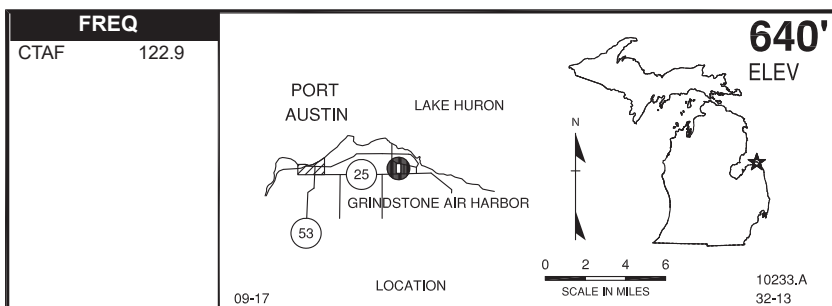 FREQ
CTAF 122.9
PORT
AUSTIN
LAKE HURON
25
GRINDSTONE AIR HARBOR
53
LOCATION
09-17
640'
ELEV
N
0 2 4 6
SCALE IN MILES
10233.A
32-13